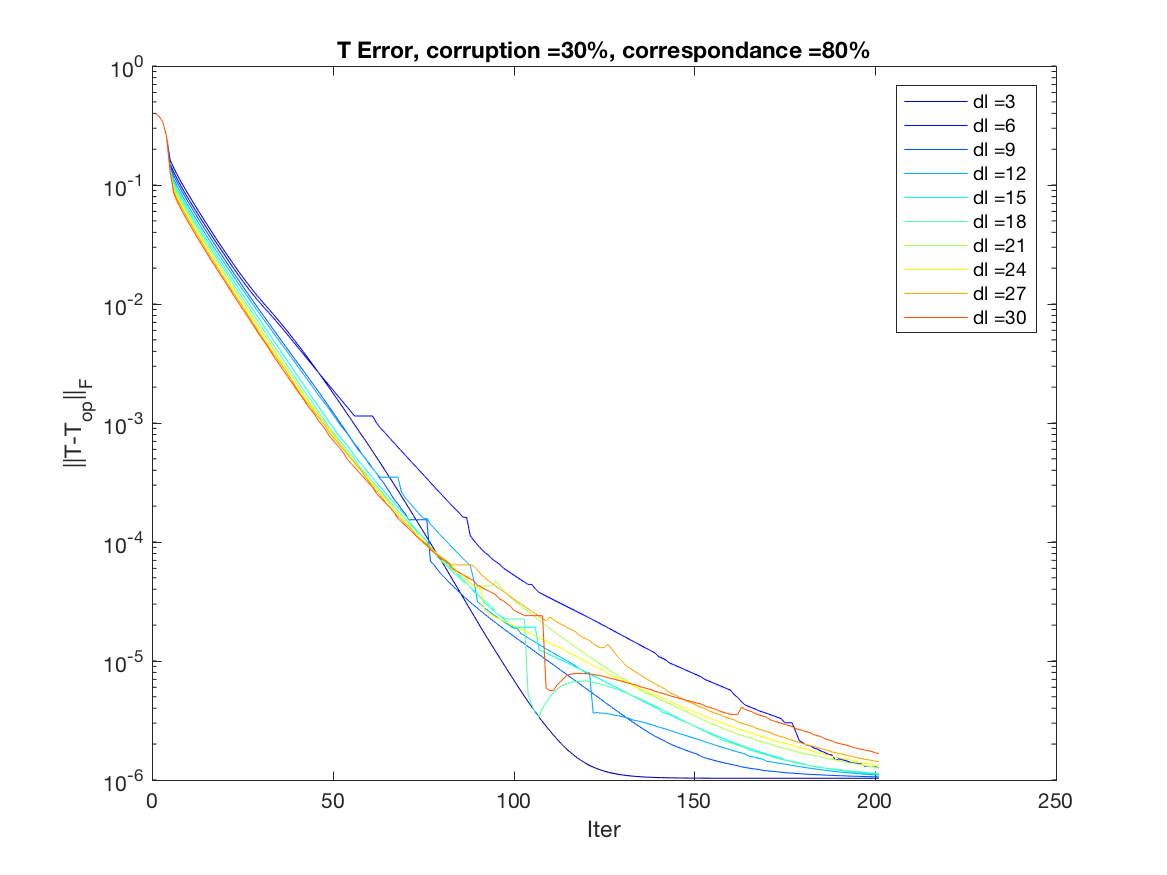 T Error, corruption =30%, correspondance =80%
10^0
10^-1
10^-2
10^-3
10^-4
10^-5
10^-6
||T-T_op||_F
0
50
100
150
200
250
Iter
dl =3
dl =6
dl =9
dl =12
dl =15
dl =18
dl =21
dl =24
dl =27
dl =30